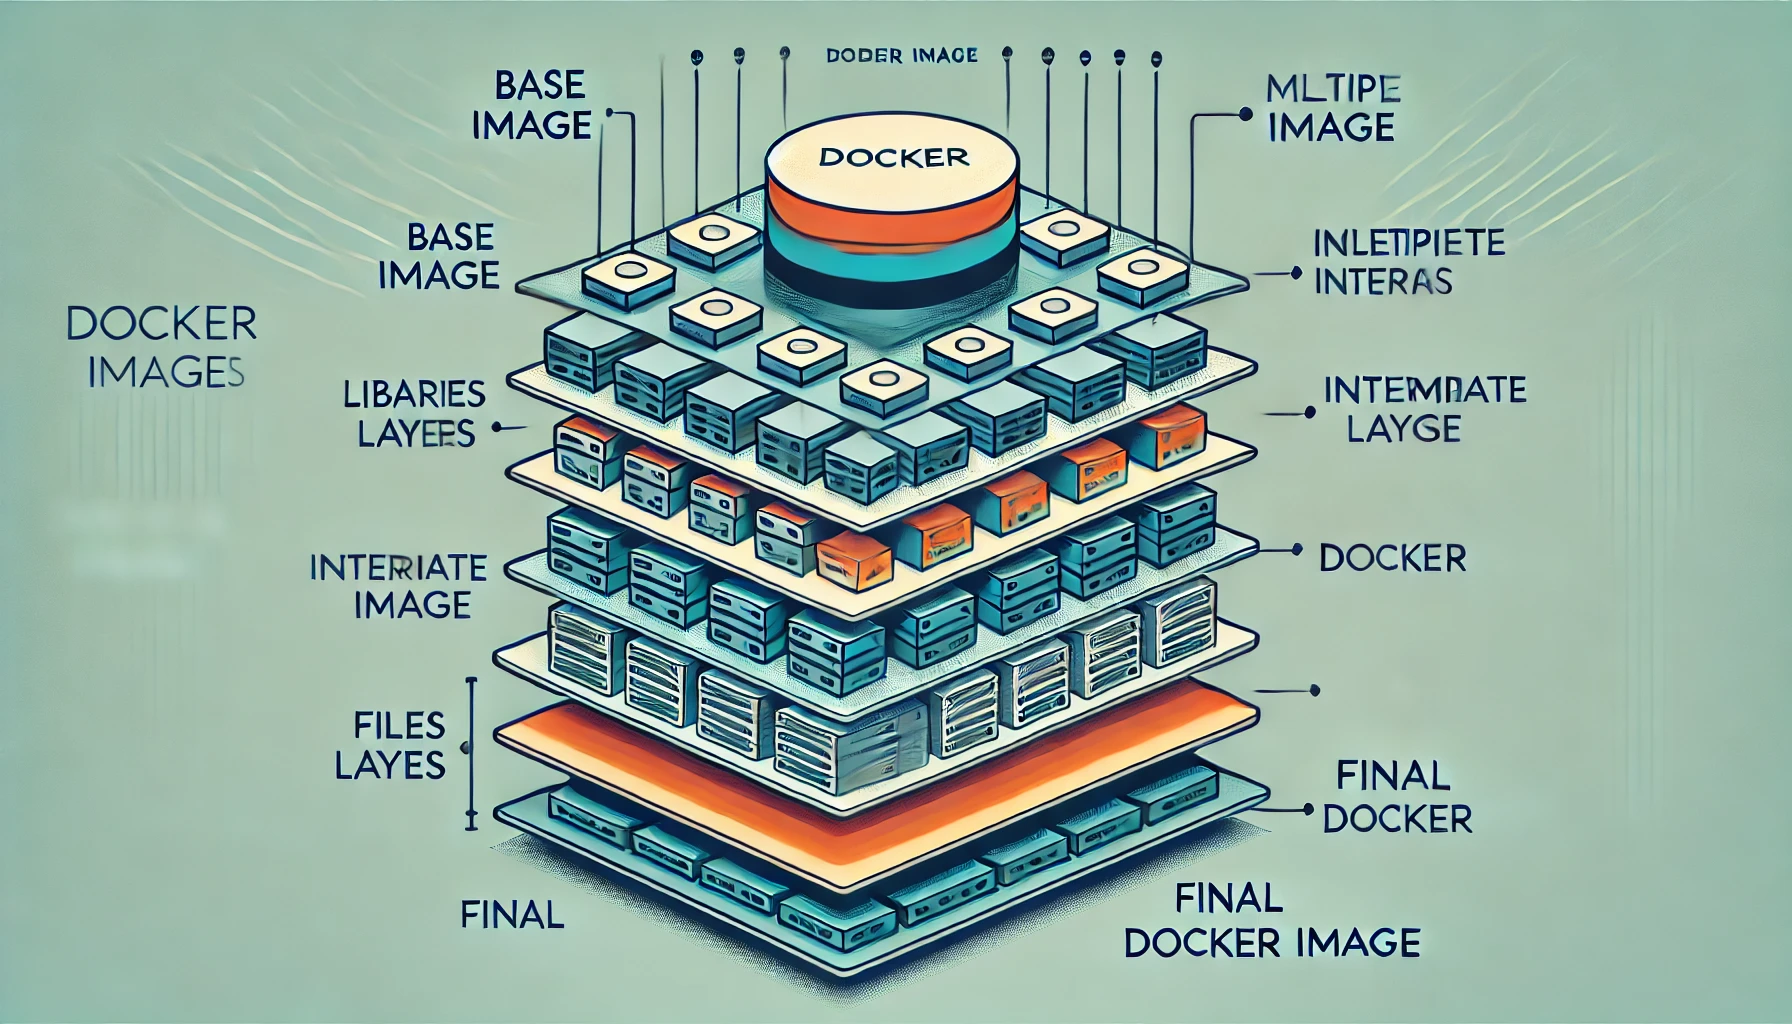 DODER IMAGE
BASE
IMAGE
MLTIPE
IMAGE
DOCKER
BASE
IMAGE
INLETIPIETE
INTERAS
DOCKER
IMAGES
LIBARIES
LAYEES
LAYGE
INTERIATE
IMAGE
DOCKER
FILES
LAYES
FINAL
DOCKER
FINAL
FINAL
DOCKER IMAGE